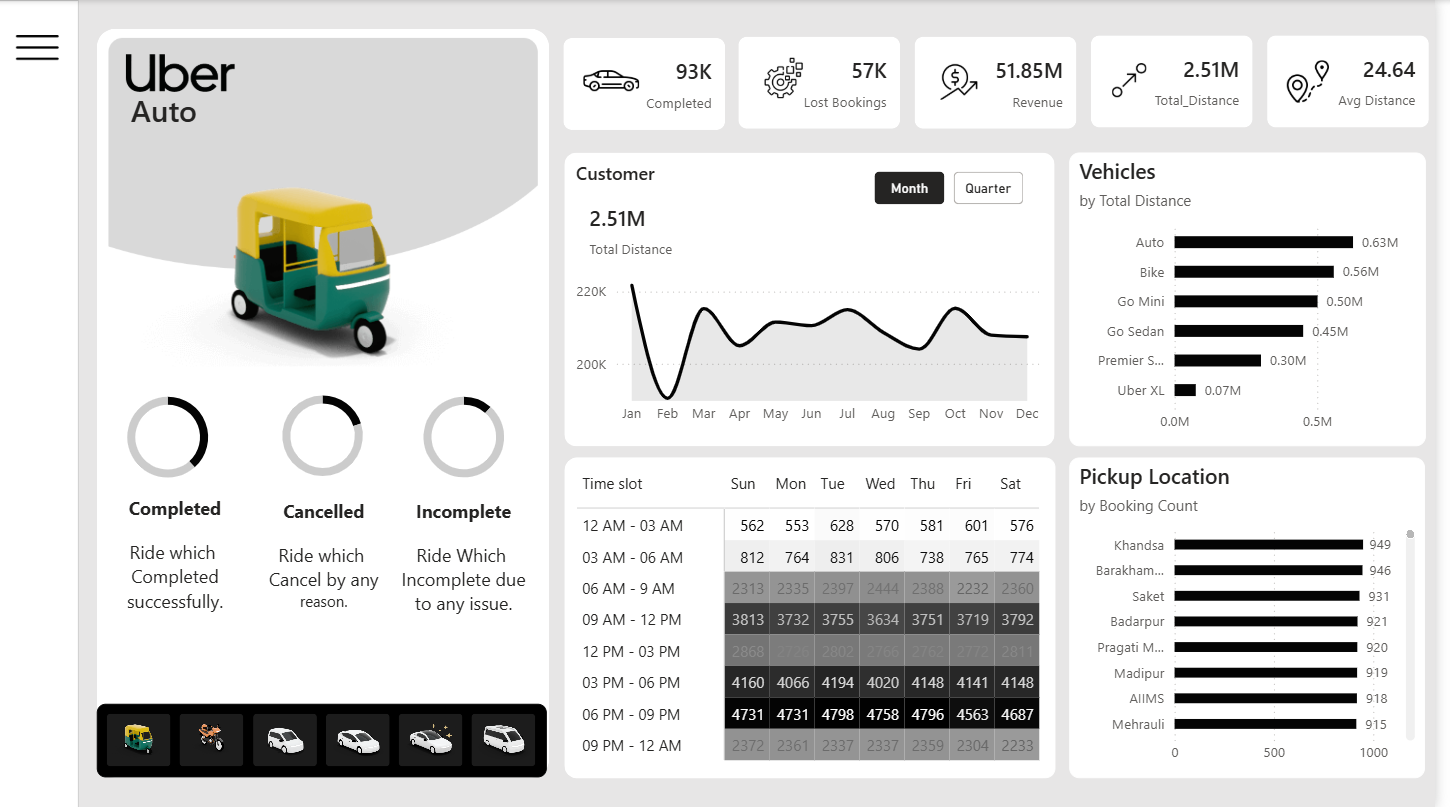 Uber
Auto
Completed
Ride which
Completed
successfully.
Cancelled
Ride which
Cancel by any
reason.
Incomplete
Ride Which
Incomplete due
to any issue.
93K
Completed
57K
Lost Bookings
51.85M
Revenue
2.51M
Total_Distance
24.64
Avg Distance
Customer
Month
Quarter
2.51M
Total Distance
220K
200K
Jan Feb Mar Apr May Jun Jul Aug Sep Oct Nov Dec
Vehicles
by Total Distance
Auto 0.63M
Bike 0.56M
Go Mini 0.50M
Go Sedan 0.45M
Premier S... 0.30M
Uber XL 0.07M
0.0M 0.5M
Time slot Sun Mon Tue Wed Thu Fri Sat
12 AM - 03 AM 562 553 628 570 581 601 576
03 AM - 06 AM 812 764 831 806 738 765 774
06 AM - 9 AM 2313 2335 2397 2444 2388 2232 2360
09 AM - 12 PM 3813 3732 3755 3634 3751 3719 3792
12 PM - 03 PM 2868 2802 2766 2762 2772 2811
03 PM - 06 PM 4160 4066 4194 4020 4148 4141 4148
06 PM - 09 PM 4731 4731 4798 4758 4796 4563 4687
09 PM - 12 AM 2372 2361 2337 2337 2359 2304 2233
Pickup Location
by Booking Count
Khandsa 949
Barakham... 946
Saket 931
Badarpur 921
Pragati M... 920
Madipur 919
AIIMS 918
Mehrauli 915
0 500 1000